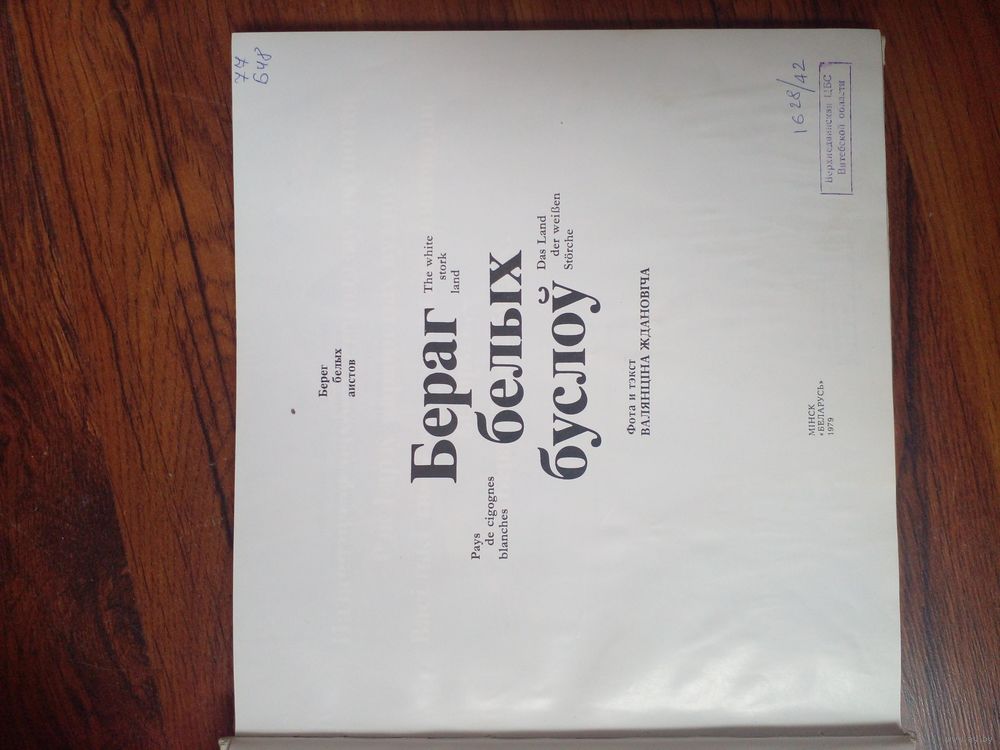 77
Б48
1628/42
Верхнедвинская ЦБС
Витебской области
Берег
белых
аистов
Бераг
белых
буслоў
The white
stork
land
Pays
de cigognes
blanches
Das Land
der weißen
Störche
Фота и тэкст
ВАЛЯНЦІНА ЖДАНОВІЧА
МІНСК
«БЕЛАРУСЬ»
1979